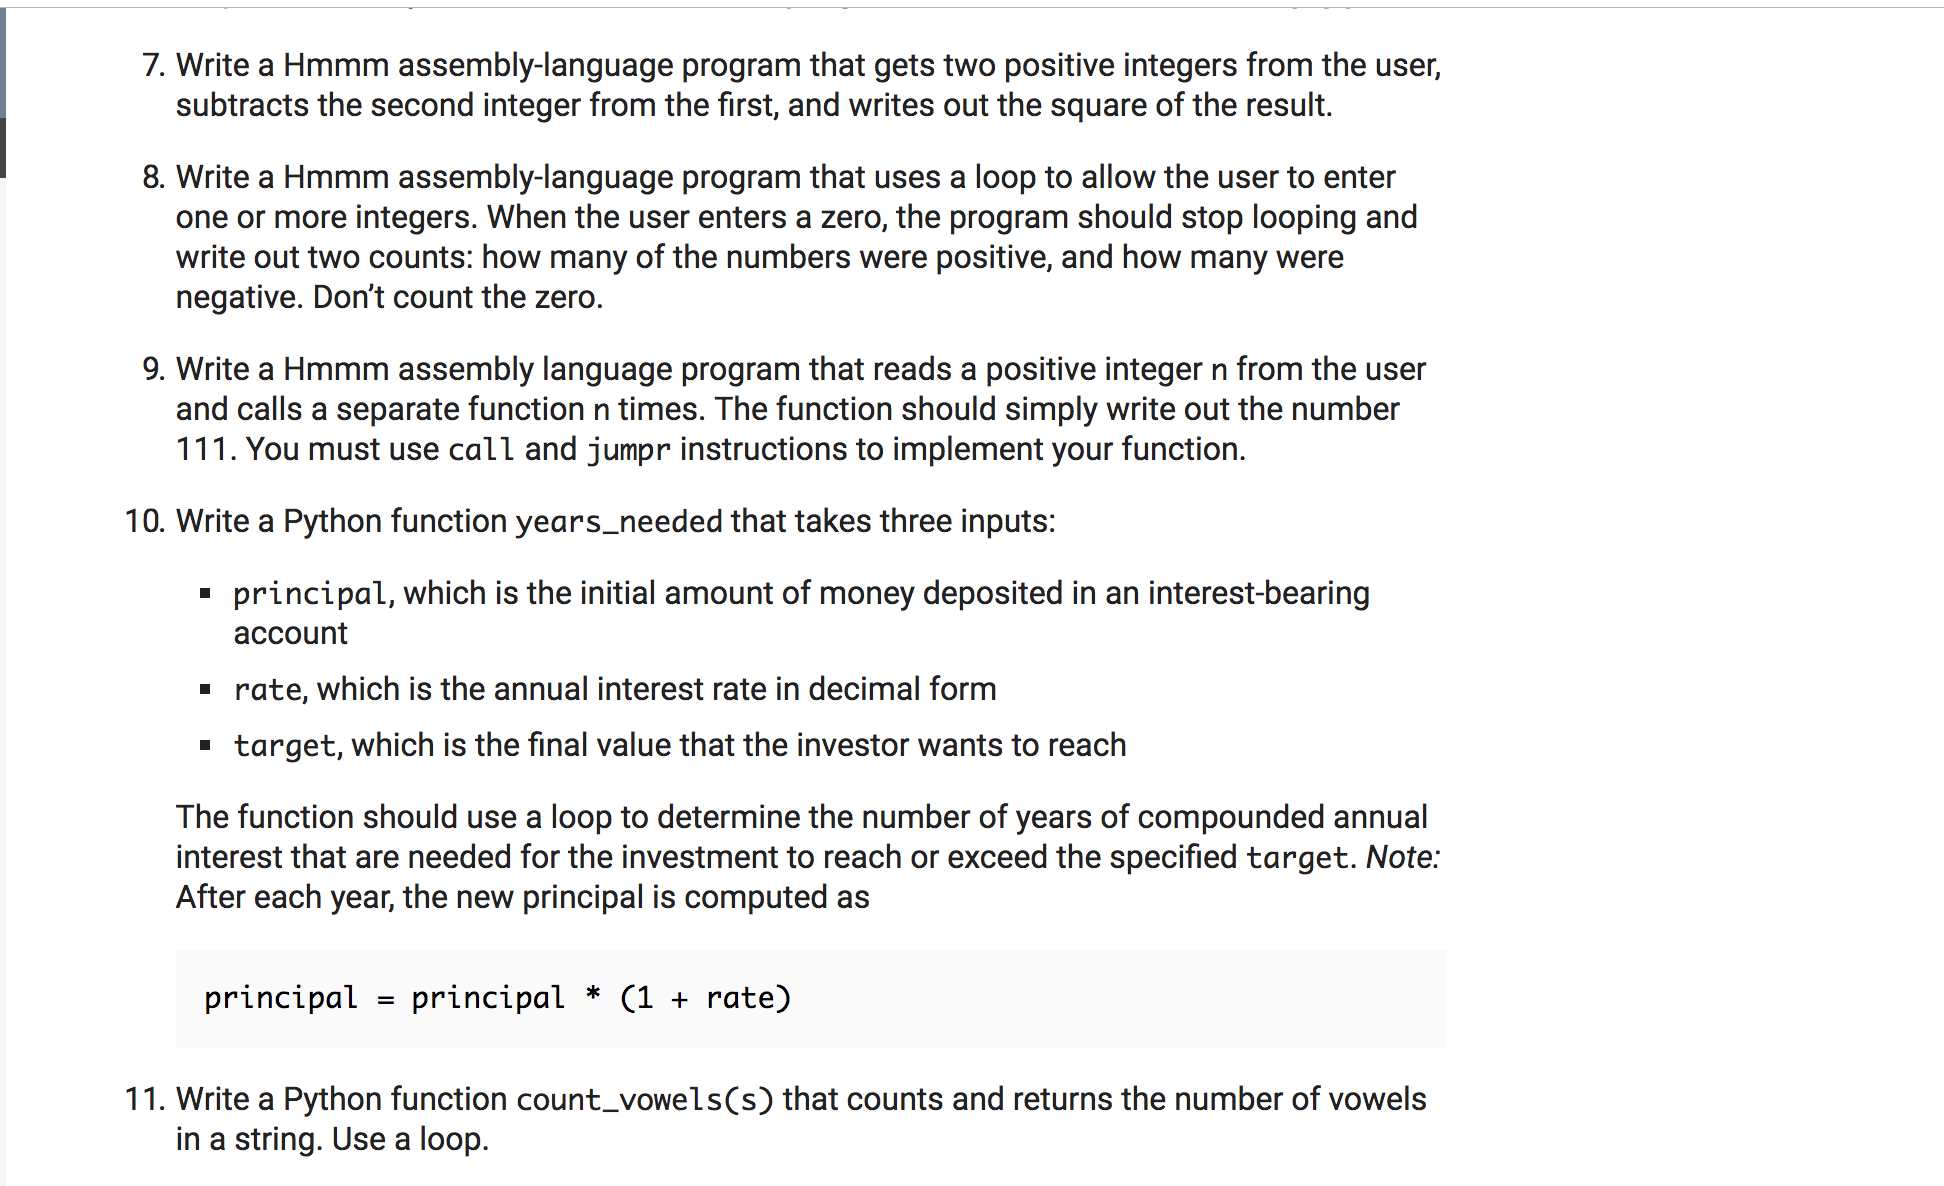 7. Write a Hmmm assembly-language program that gets two positive integers from the user,
subtracts the second integer from the first, and writes out the square of the result.
8. Write a Hmmm assembly-language program that uses a loop to allow the user to enter
one or more integers. When the user enters a zero, the program should stop looping and
write out two counts: how many of the numbers were positive, and how many were
negative. Don’t count the zero.
9. Write a Hmmm assembly language program that reads a positive integer n from the user
and calls a separate function n times. The function should simply write out the number
111. You must use call and jumpr instructions to implement your function.
10. Write a Python function years_needed that takes three inputs:
▪ principal, which is the initial amount of money deposited in an interest-bearing
account
▪ rate, which is the annual interest rate in decimal form
▪ target, which is the final value that the investor wants to reach
The function should use a loop to determine the number of years of compounded annual
interest that are needed for the investment to reach or exceed the specified target. Note:
After each year, the new principal is computed as
principal = principal * (1 + rate)
11. Write a Python function count_vowels(s) that counts and returns the number of vowels
in a string. Use a loop.